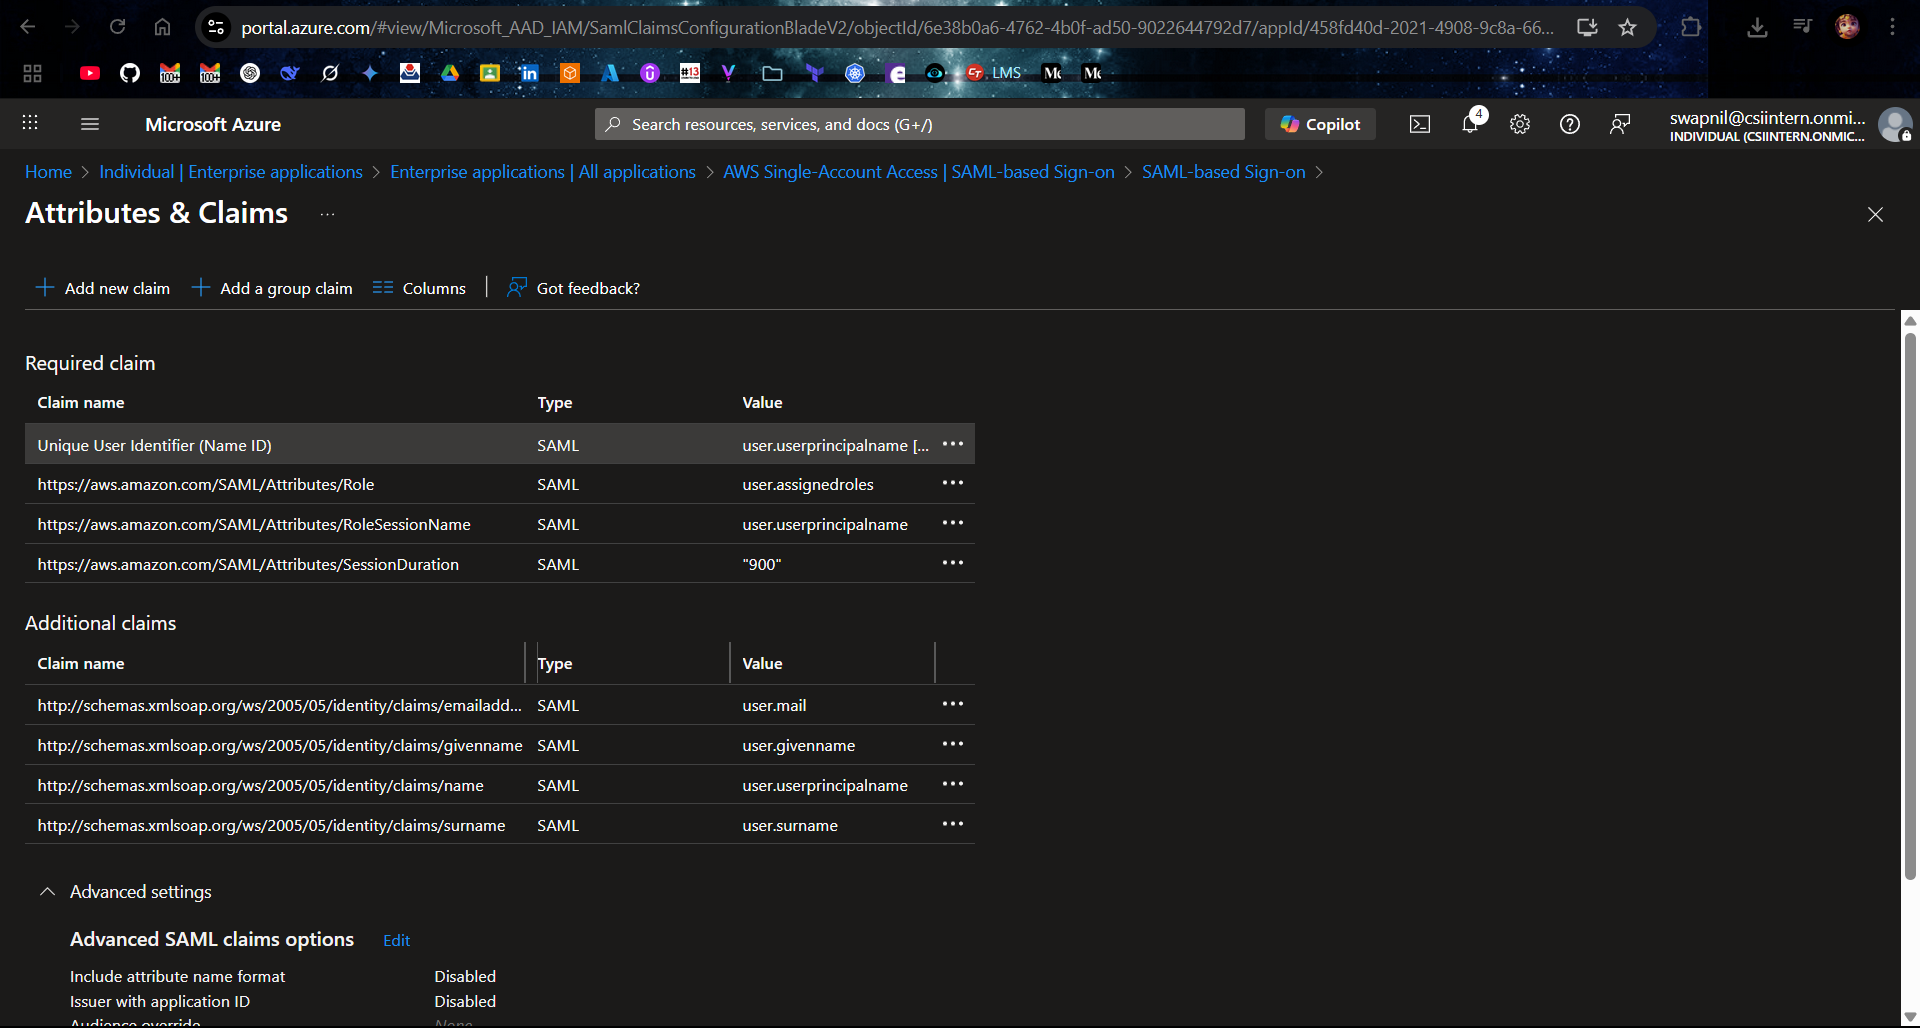 portal.azure.com/#view/Microsoft_AAD_IAM/SamlClaimsConfigurationBladeV2/objectId/6e38b0a6-4762-4b0f-ad50-9022644792d7/appId/458fd40d-2021-4908-9c8a-66...
100+ 100+ in #13 CT LMS
Microsoft Azure
Search resources, services, and docs (G+/)
Copilot
4
swapnil@csiintern.onmi...
INDIVIDUAL (CSIINTERN.ONMIC...
Home > Individual | Enterprise applications > Enterprise applications | All applications > AWS Single-Account Access | SAML-based Sign-on > SAML-based Sign-on >
Attributes & Claims ...
Add new claim Add a group claim Columns | Got feedback?
Required claim
Claim name Type Value
Unique User Identifier (Name ID) SAML user.userprincipalname [... ...
https://aws.amazon.com/SAML/Attributes/Role SAML user.assignedroles ...
https://aws.amazon.com/SAML/Attributes/RoleSessionName SAML user.userprincipalname ...
https://aws.amazon.com/SAML/Attributes/SessionDuration SAML "900" ...
Additional claims
Claim name Type Value
http://schemas.xmlsoap.org/ws/2005/05/identity/claims/emailadd... SAML user.mail ...
http://schemas.xmlsoap.org/ws/2005/05/identity/claims/givenname SAML user.givenname ...
http://schemas.xmlsoap.org/ws/2005/05/identity/claims/name SAML user.userprincipalname ...
http://schemas.xmlsoap.org/ws/2005/05/identity/claims/surname SAML user.surname ...
Advanced settings
Advanced SAML claims options Edit
Include attribute name format Disabled
Issuer with application ID Disabled
Audience override None